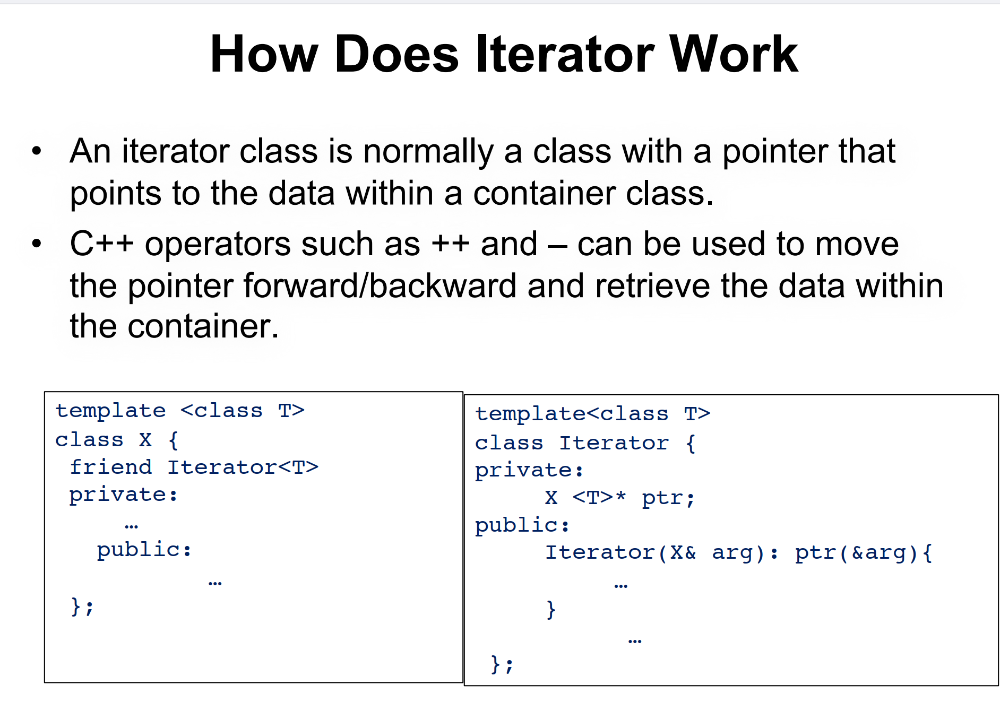 How Does Iterator Work
• An iterator class is normally a class with a pointer that
points to the data within a container class.
• C++ operators such as ++ and – can be used to move
the pointer forward/backward and retrieve the data within
the container.
template <class T>
class X {
friend Iterator<T>
private:
…
public:
…
};
template<class T>
class Iterator {
private:
X <T>* ptr;
public:
Iterator(X& arg): ptr(&arg){
…
}
…
};